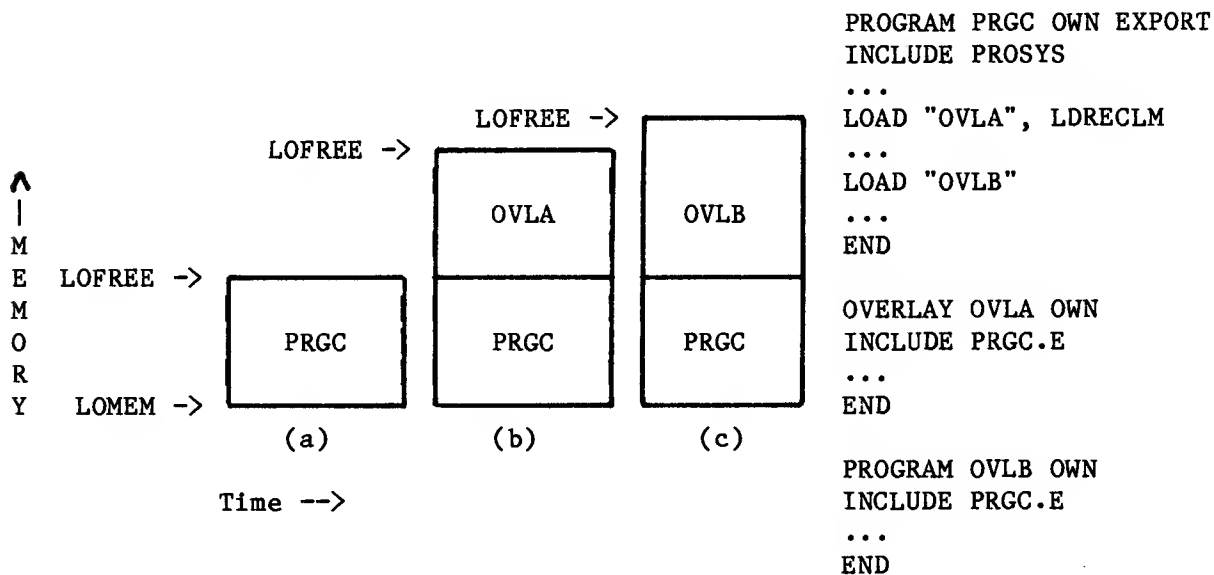 PROGRAM PRGC OWN EXPORT
INCLUDE PROSYS
...
LOAD "OVLA", LDRECLM
...
LOAD "OVLB"
...
END
OVERLAY OVLA OWN
INCLUDE PRGC.E
...
END
PROGRAM OVLB OWN
INCLUDE PRGC.E
...
END
LOFREE ->
LOFREE ->
LOFREE ->
LOMEM ->
MEMORY
OVLA
OVLB
PRGC
PRGC
PRGC
(a)
(b)
(c)
Time -->